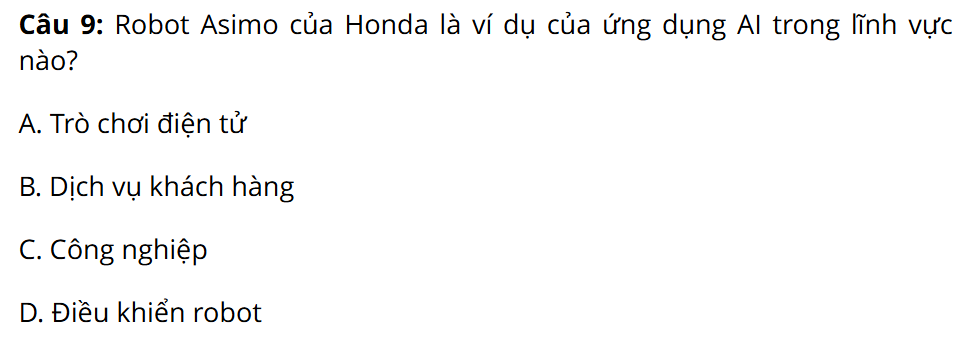 Câu 9: Robot Asimo của Honda là ví dụ của ứng dụng AI trong lĩnh vực
nào?
A. Trò chơi điện tử
B. Dịch vụ khách hàng
C. Công nghiệp
D. Điều khiển robot